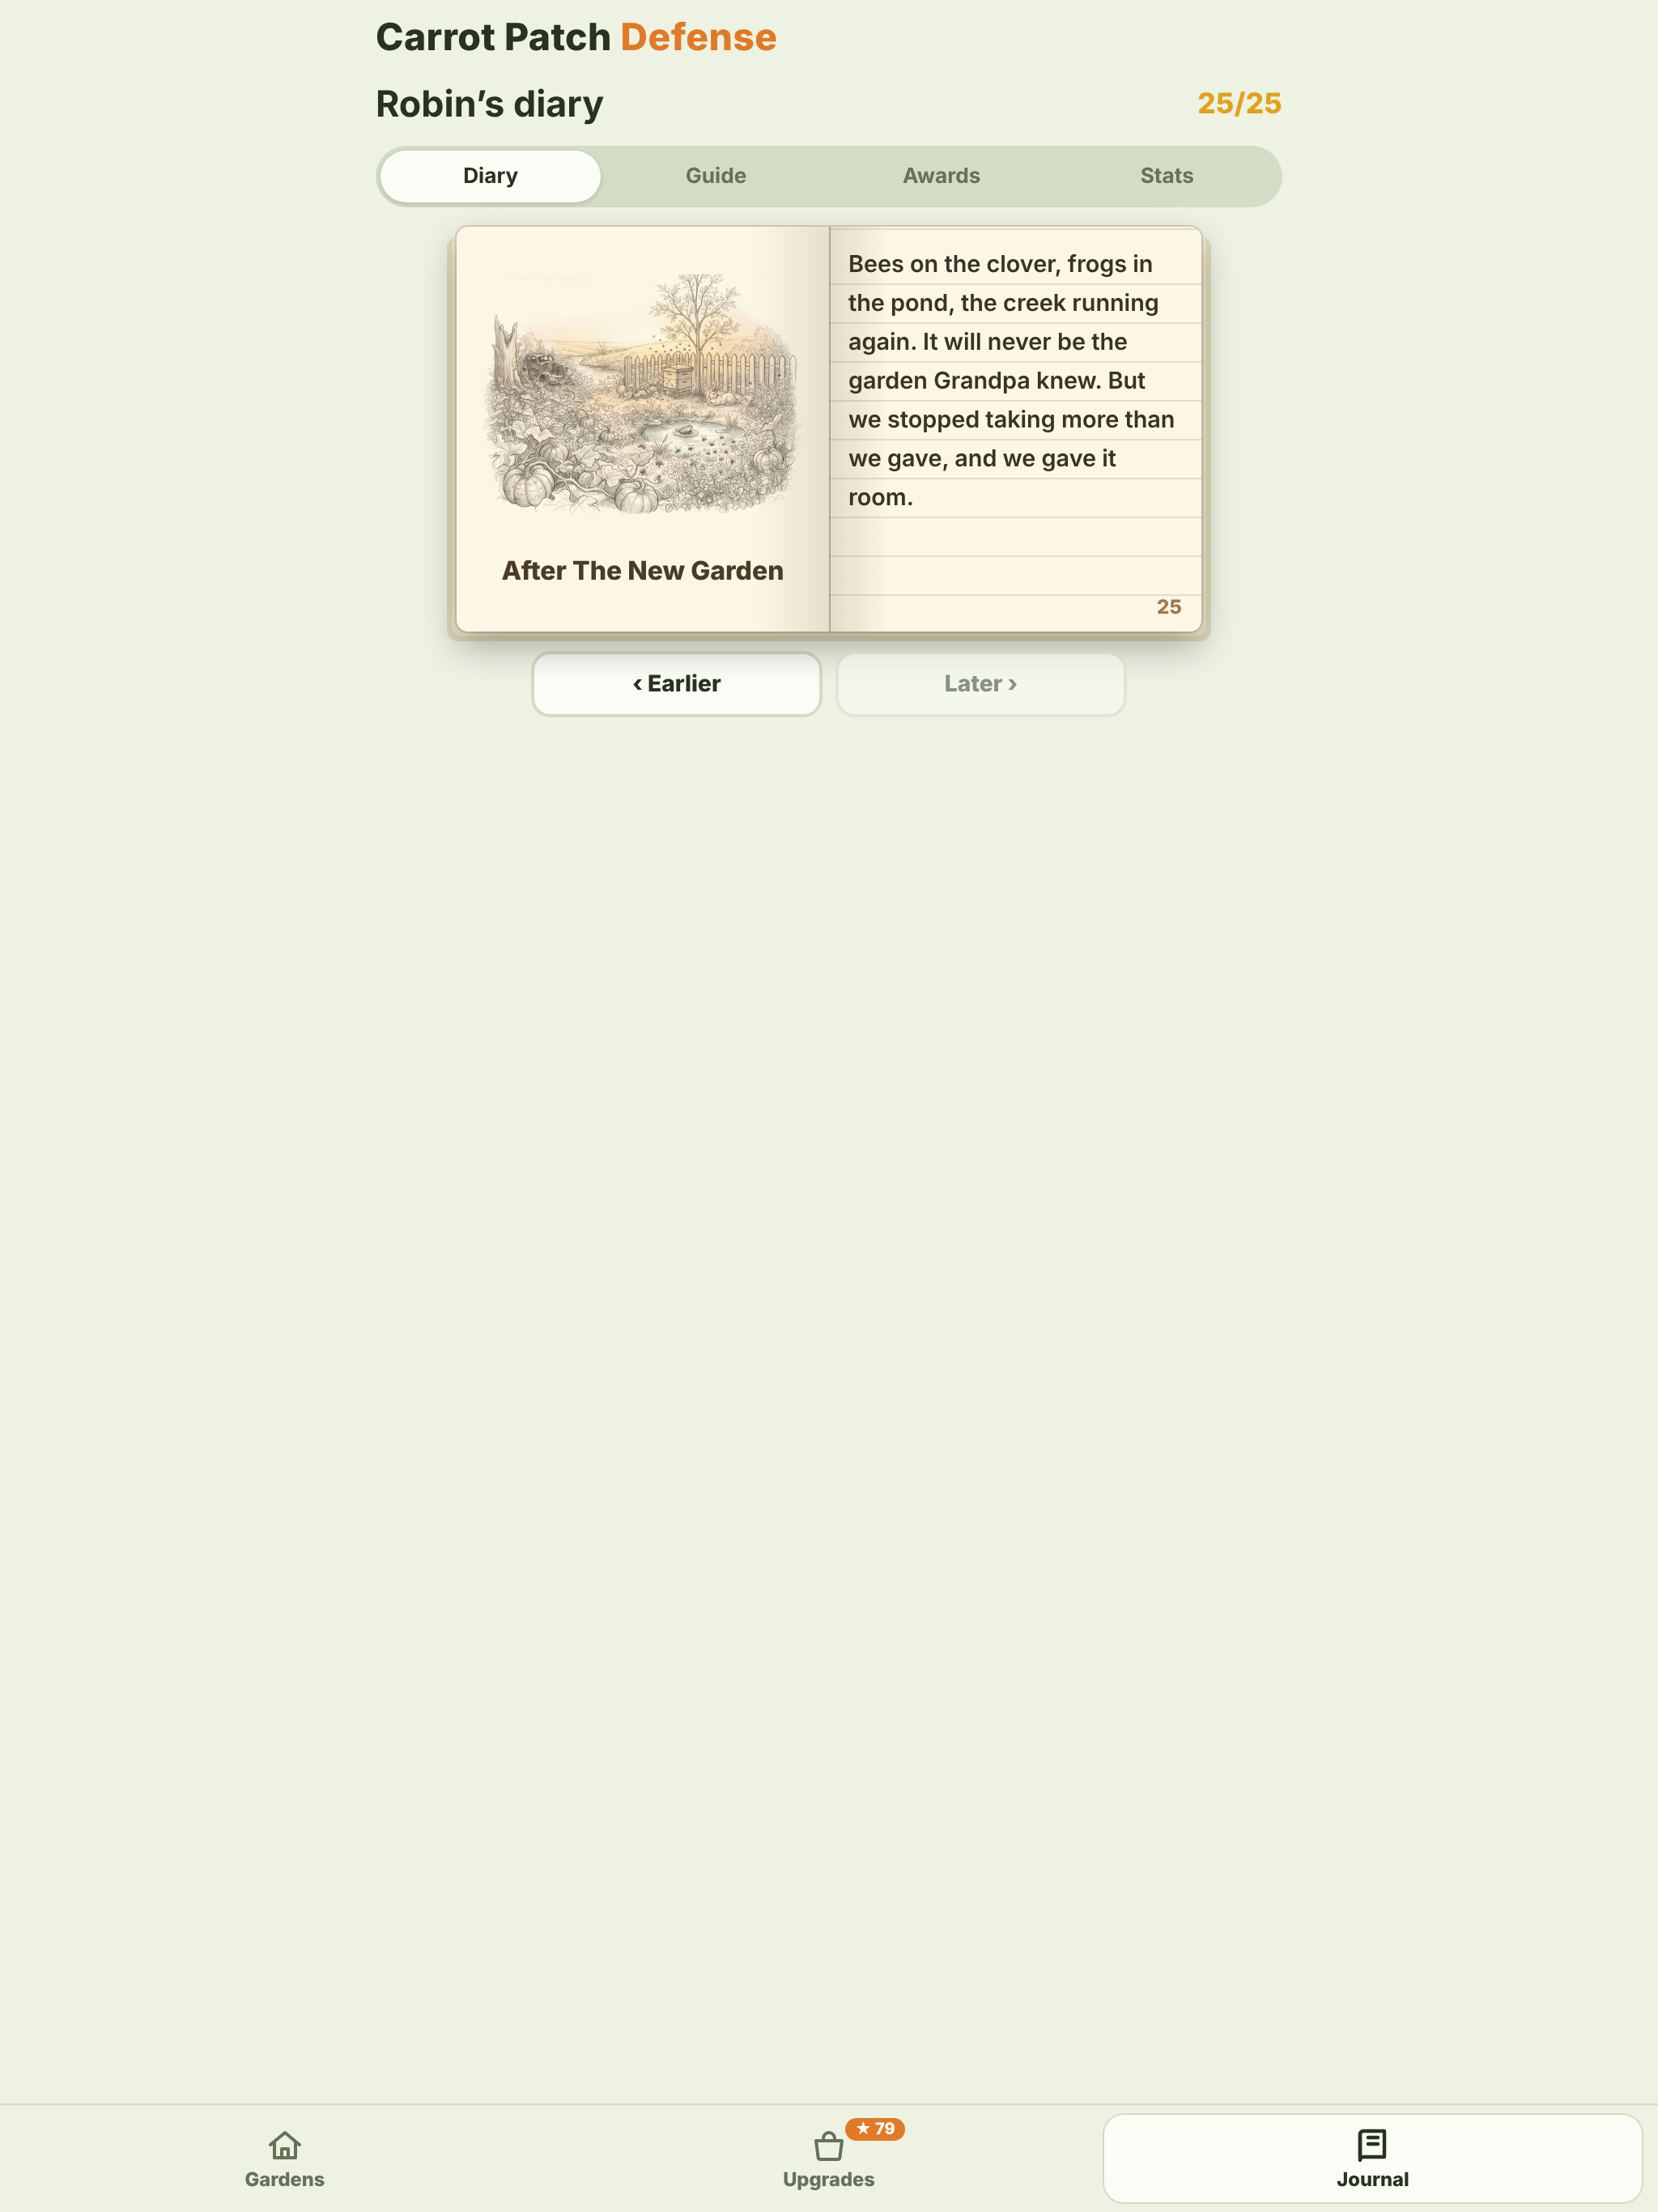 Carrot Patch Defense
Robin’s diary
25/25
Diary
Guide
Awards
Stats
After The New Garden
Bees on the clover, frogs in
the pond, the creek running
again. It will never be the
garden Grandpa knew. But
we stopped taking more than
we gave, and we gave it
room.
25
‹ Earlier
Later ›
Gardens
★ 79
Upgrades
Journal